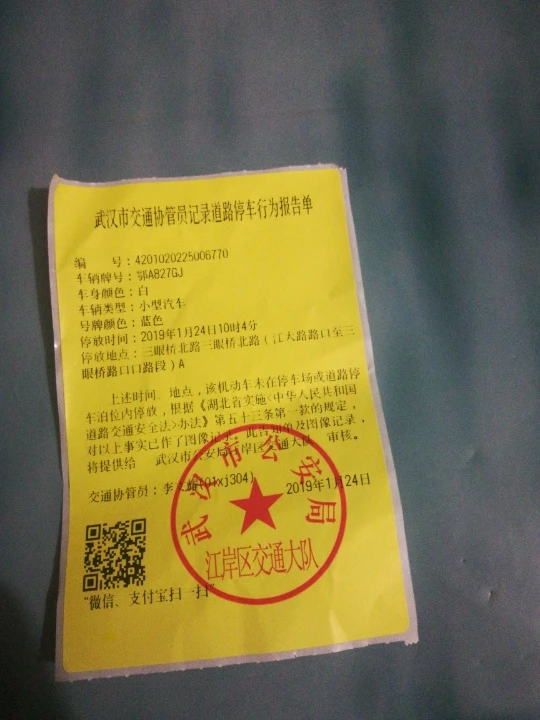 武汉市交通协管员记录道路停车行为报告单
编 号：4201020225006770
车辆牌号：鄂A827GJ
车身颜色：白
车辆类型：小型汽车
号牌颜色：蓝色
停放时间：2019年1月24日10时4分
停放地点：三眼桥北路三眼桥北路（江大路路口至三
眼桥路口口路段）A
上述时间、地点，该机动车未在停车场或道路停
车泊位内停放，根据《湖北省实施<中华人民共和国
道路交通安全法>办法》第五十三条第一款的规定，
对以上事实已作了图像记录，此告知单及图像记录，
将提供给 武汉市公安局江岸区交通大队 审核。
交通协管员：李文 (01xj304)
2019年1月24日
武汉市公安局
江岸区交通大队
“微信、支付宝扫一扫”